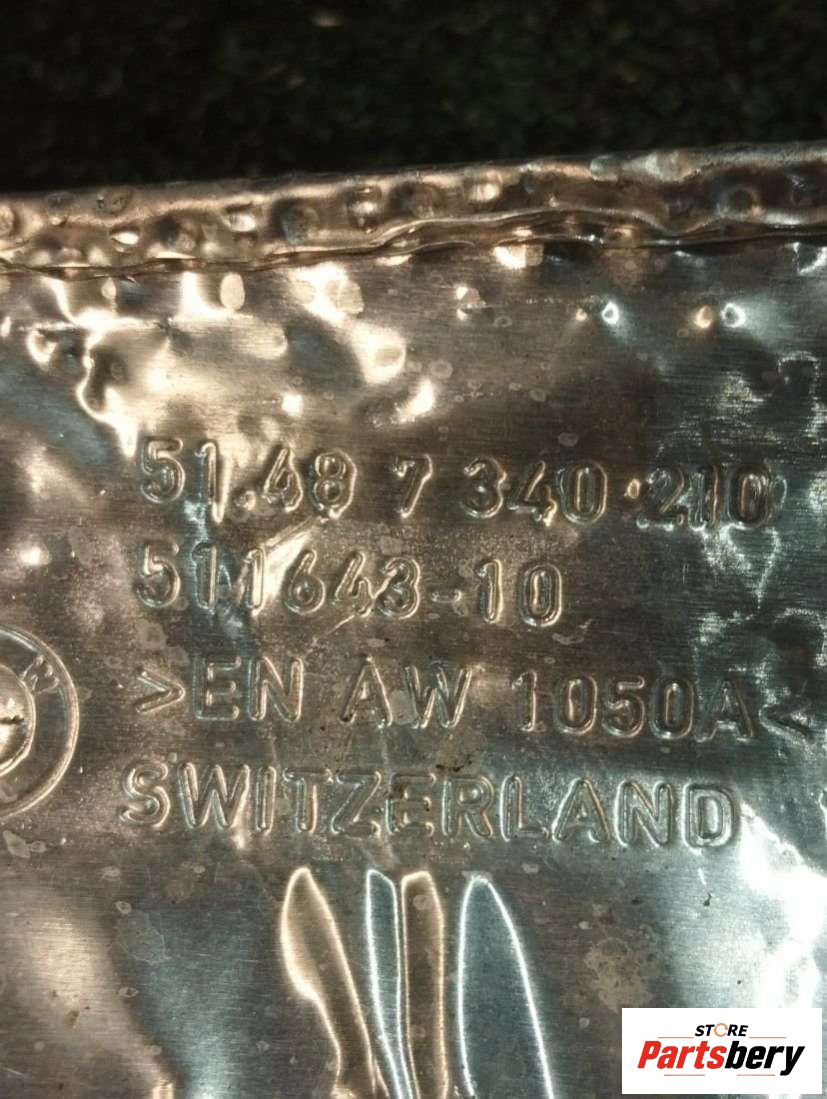 51.48 7 340·210
511643-10
>EN AW 1050A<
SWITZERLAND
STORE
Partsbery